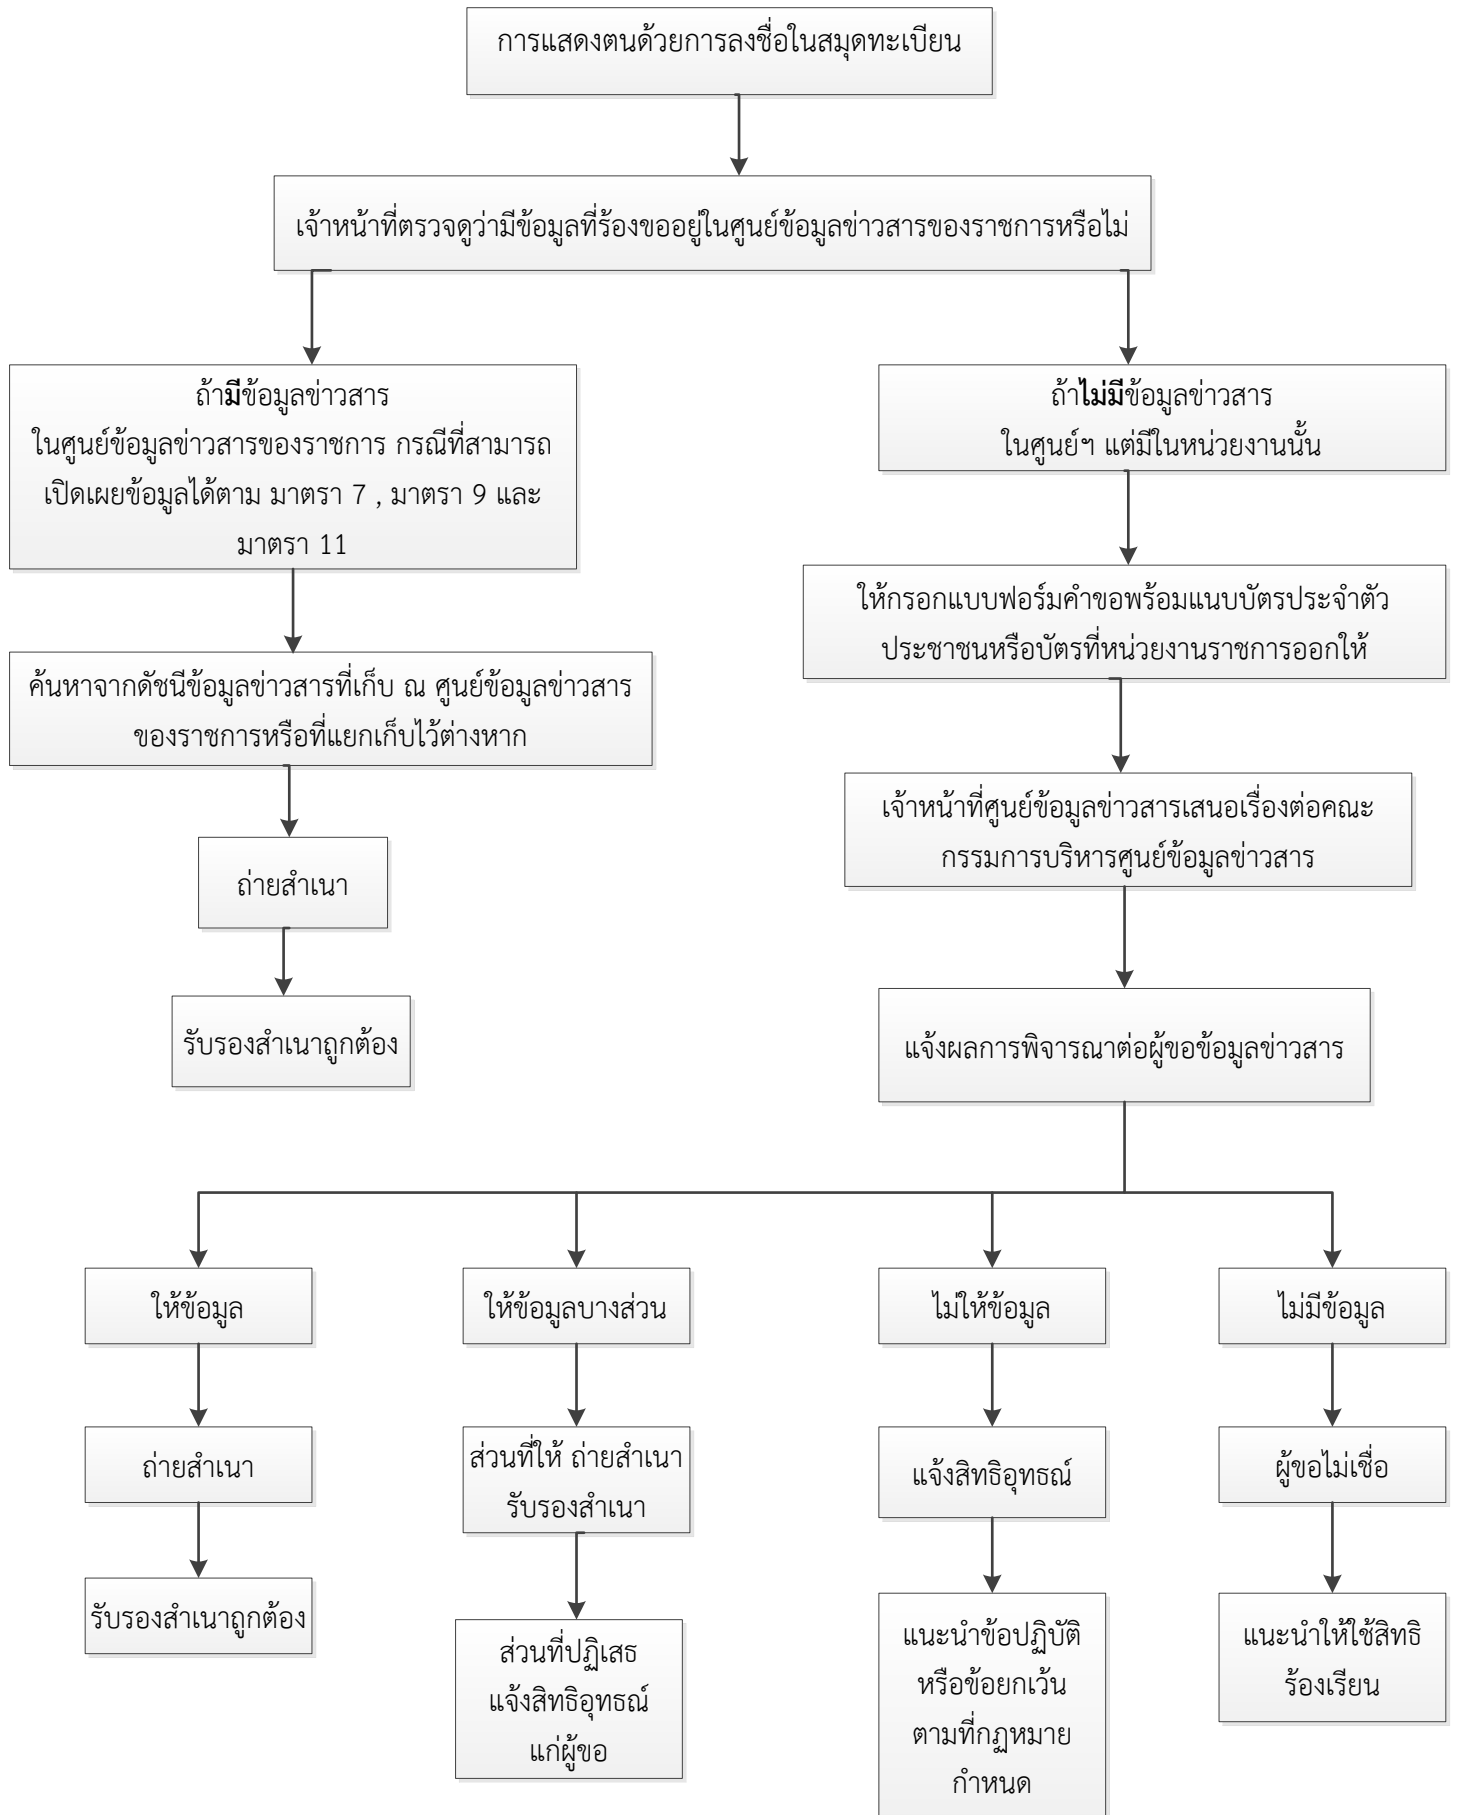 การแสดงตนด้วยการลงชื่อในสมุดทะเบียน
เจ้าหน้าที่ตรวจดูว่ามีข้อมูลที่ร้องขออยู่ในศูนย์ข้อมูลข่าวสารของราชการหรือไม่
ถ้ามีข้อมูลข่าวสาร
ในศูนย์ข้อมูลข่าวสารของราชการ กรณีที่สามารถ
เปิดเผยข้อมูลได้ตาม มาตรา 7 , มาตรา 9 และ
มาตรา 11
ค้นหาจากดัชนีข้อมูลข่าวสารที่เก็บ ณ ศูนย์ข้อมูลข่าวสาร
ของราชการหรือที่แยกเก็บไว้ต่างหาก
ถ่ายสำเนา
รับรองสำเนาถูกต้อง
ถ้าไม่มีข้อมูลข่าวสาร
ในศูนย์ฯ แต่มีในหน่วยงานนั้น
ให้กรอกแบบฟอร์มคำขอพร้อมแนบบัตรประจำตัว
ประชาชนหรือบัตรที่หน่วยงานราชการออกให้
เจ้าหน้าที่ศูนย์ข้อมูลข่าวสารเสนอเรื่องต่อคณะ
กรรมการบริหารศูนย์ข้อมูลข่าวสาร
แจ้งผลการพิจารณาต่อผู้ขอข้อมูลข่าวสาร
ให้ข้อมูล
ถ่ายสำเนา
รับรองสำเนาถูกต้อง
ให้ข้อมูลบางส่วน
ส่วนที่ให้ ถ่ายสำเนา
รับรองสำเนา
ส่วนที่ปฏิเสธ
แจ้งสิทธิอุทธณ์
แก่ผู้ขอ
ไม่ให้ข้อมูล
แจ้งสิทธิอุทธณ์
แนะนำข้อปฏิบัติ
หรือข้อยกเว้น
ตามที่กฏหมาย
กำหนด
ไม่มีข้อมูล
ผู้ขอไม่เชื่อ
แนะนำให้ใช้สิทธิ
ร้องเรียน